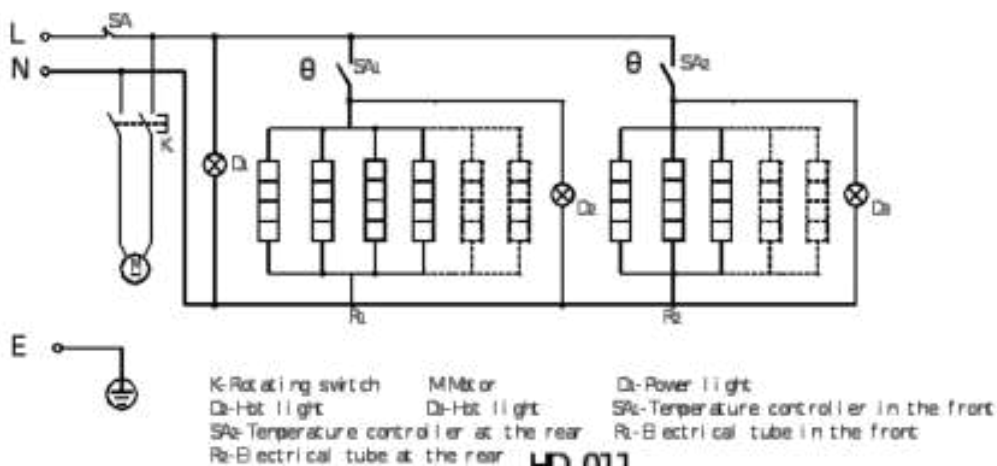 L SA
N
θ SA₁ θ SA₂
K
D₁ D₂ D₃
M
R₁ R₂
E
K-Rotating switch M-Motor D₁-Power light
D₂-Hot light D₃-Hot light SA₁-Temperature controller in the front
SA₂-Temperature controller at the rear R₁-Electrical tube in the front
R₂-Electrical tube at the rear HD-011